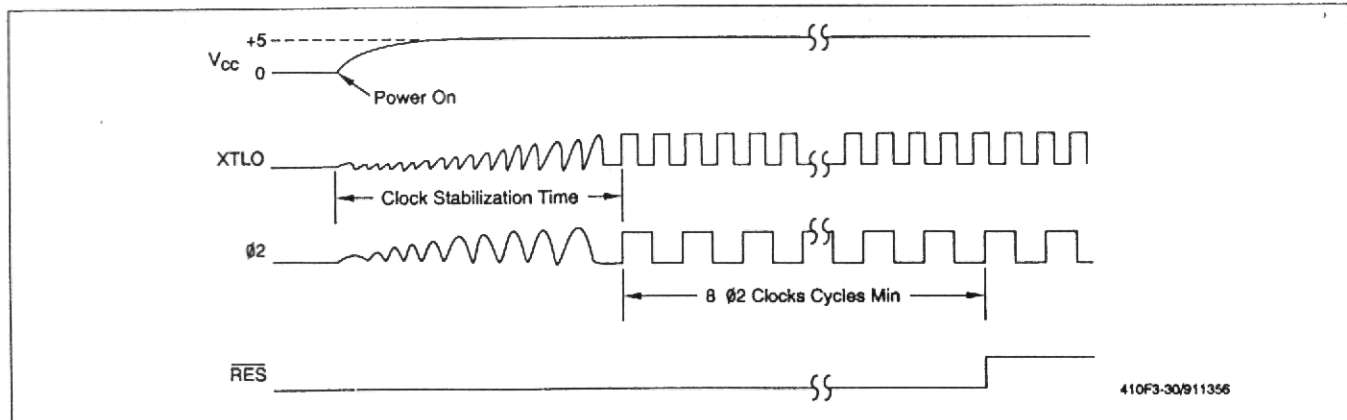 +5
VCC
0
Power On
XTLO
Clock Stabilization Time
ø2
8 ø2 Clocks Cycles Min
RES
410F3-30/911356